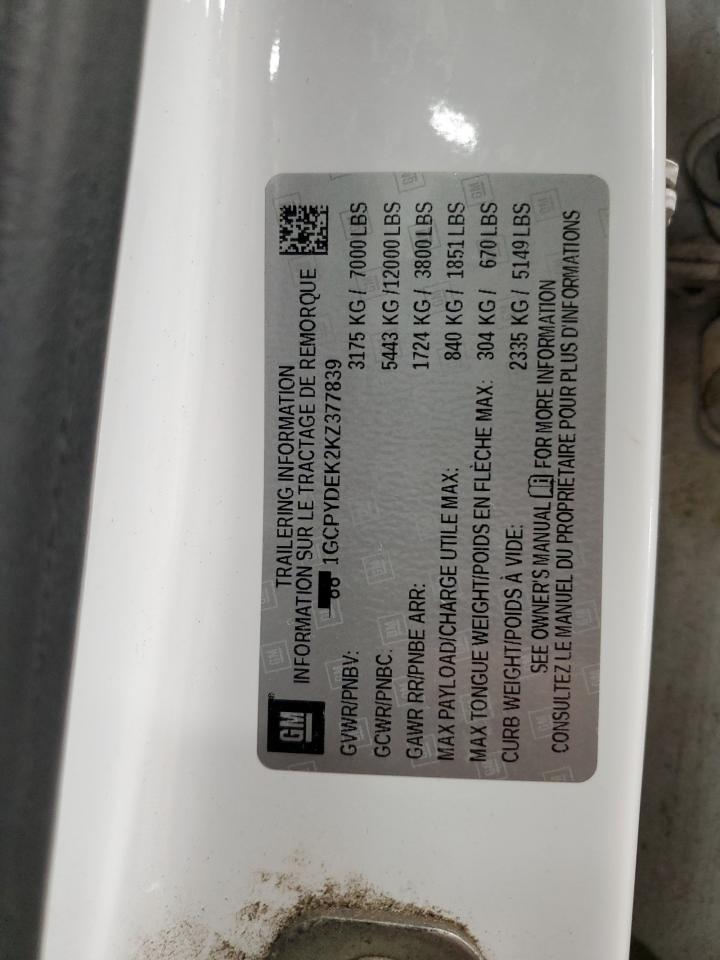 GM
TRAILERING INFORMATION
INFORMATION SUR LE TRACTAGE DE REMORQUE
1GCPYDEK2KZ377839
GVWR/PNBV: 3175 KG / 7000 LBS
GCWR/PNBC: 5443 KG / 12000 LBS
GAWR RR/PNBE ARR: 1724 KG / 3800 LBS
MAX PAYLOAD/CHARGE UTILE MAX: 840 KG / 1851 LBS
MAX TONGUE WEIGHT/POIDS EN FLÈCHE MAX: 304 KG / 670 LBS
CURB WEIGHT/POIDS À VIDE: 2335 KG / 5149 LBS
SEE OWNER'S MANUAL FOR MORE INFORMATION
CONSULTEZ LE MANUEL DU PROPRIÉTAIRE POUR PLUS D'INFORMATIONS